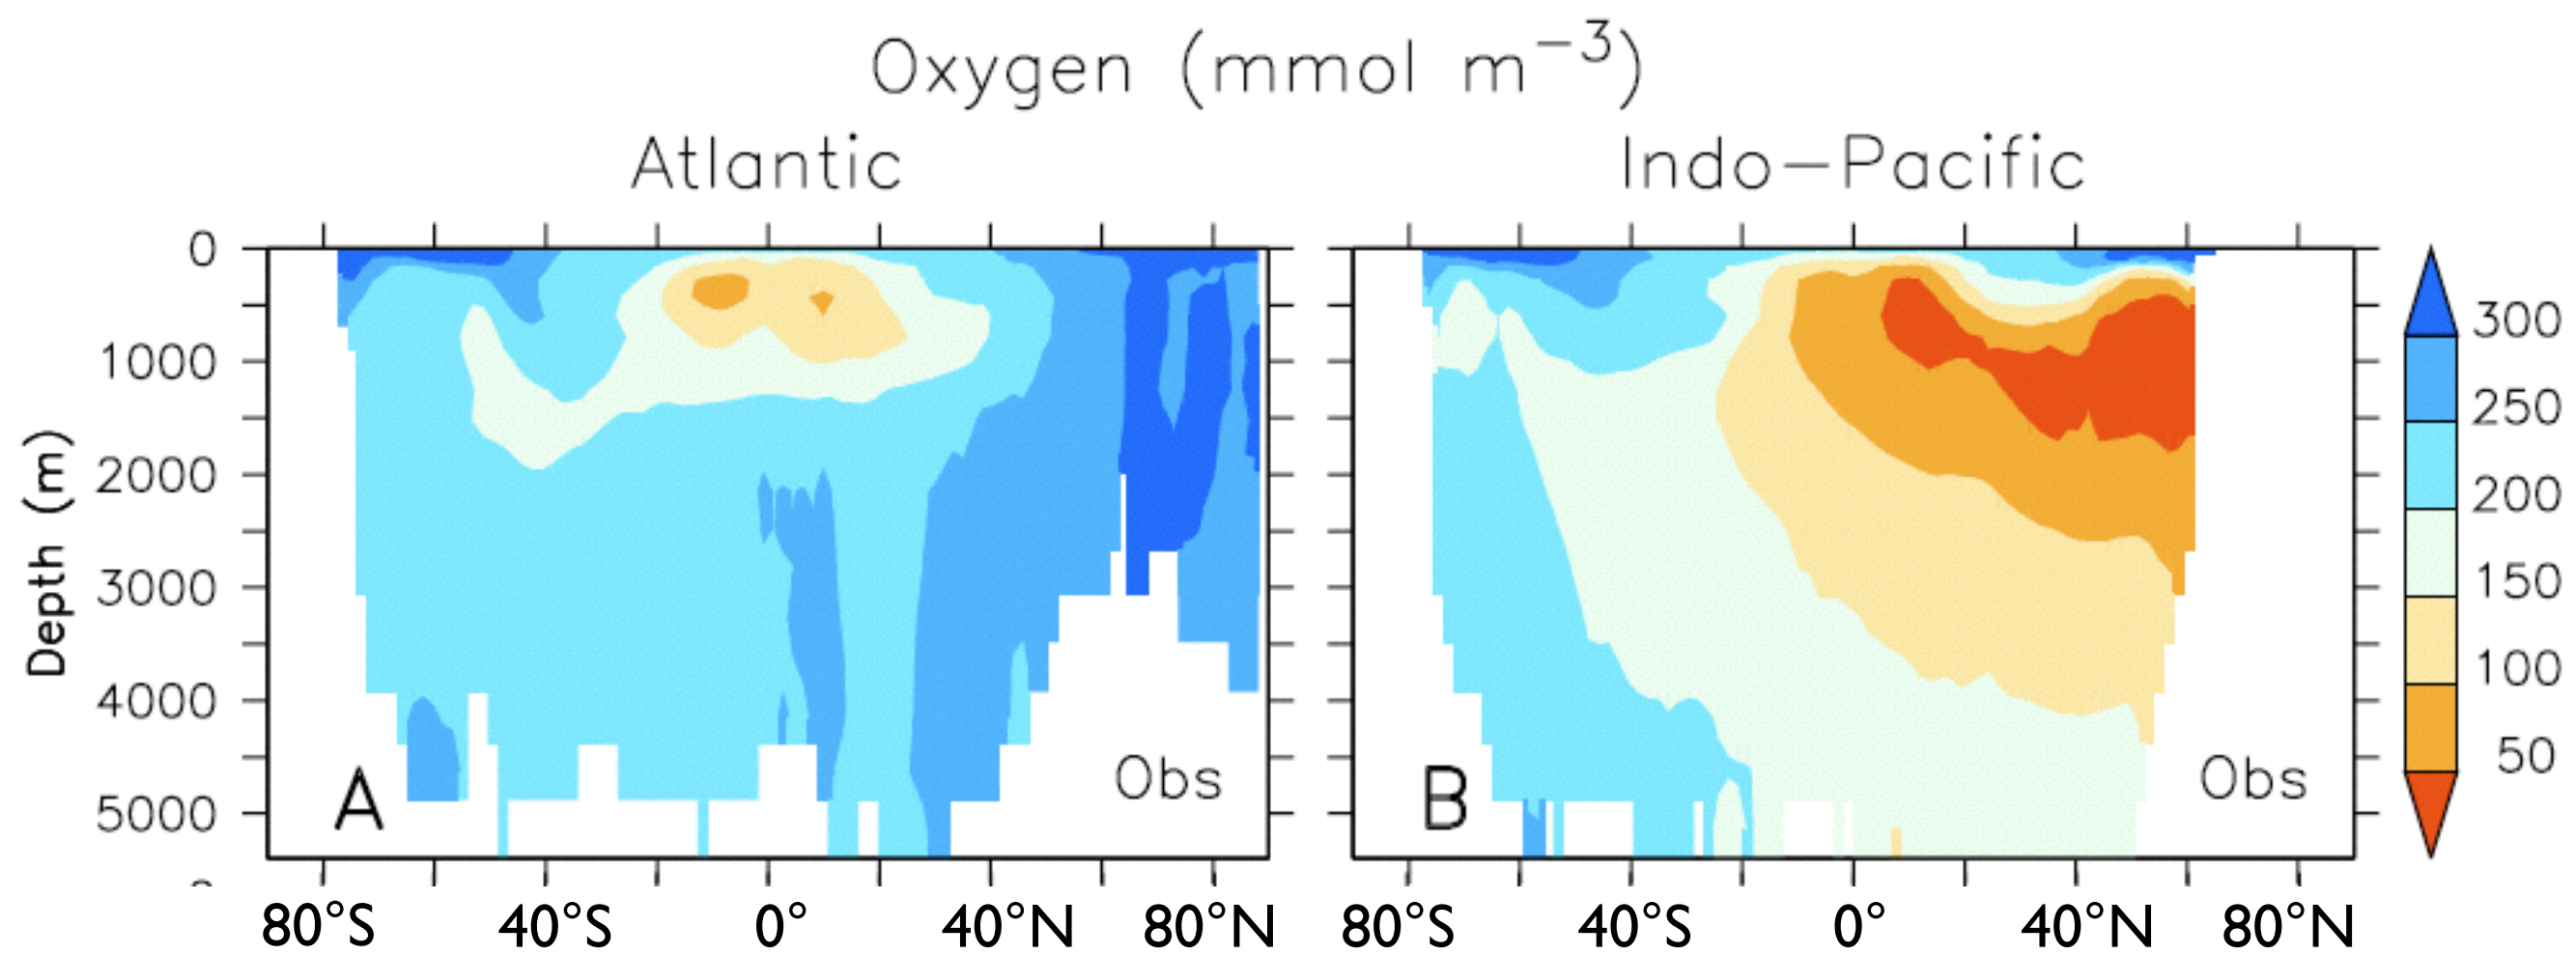 Oxygen (mmol m⁻³)
Atlantic
Indo–Pacific
Depth (m)
0
1000
2000
3000
4000
5000
A
Obs
B
Obs
300
250
200
150
100
50
80°S 40°S 0° 40°N 80°N
80°S 40°S 0° 40°N 80°N